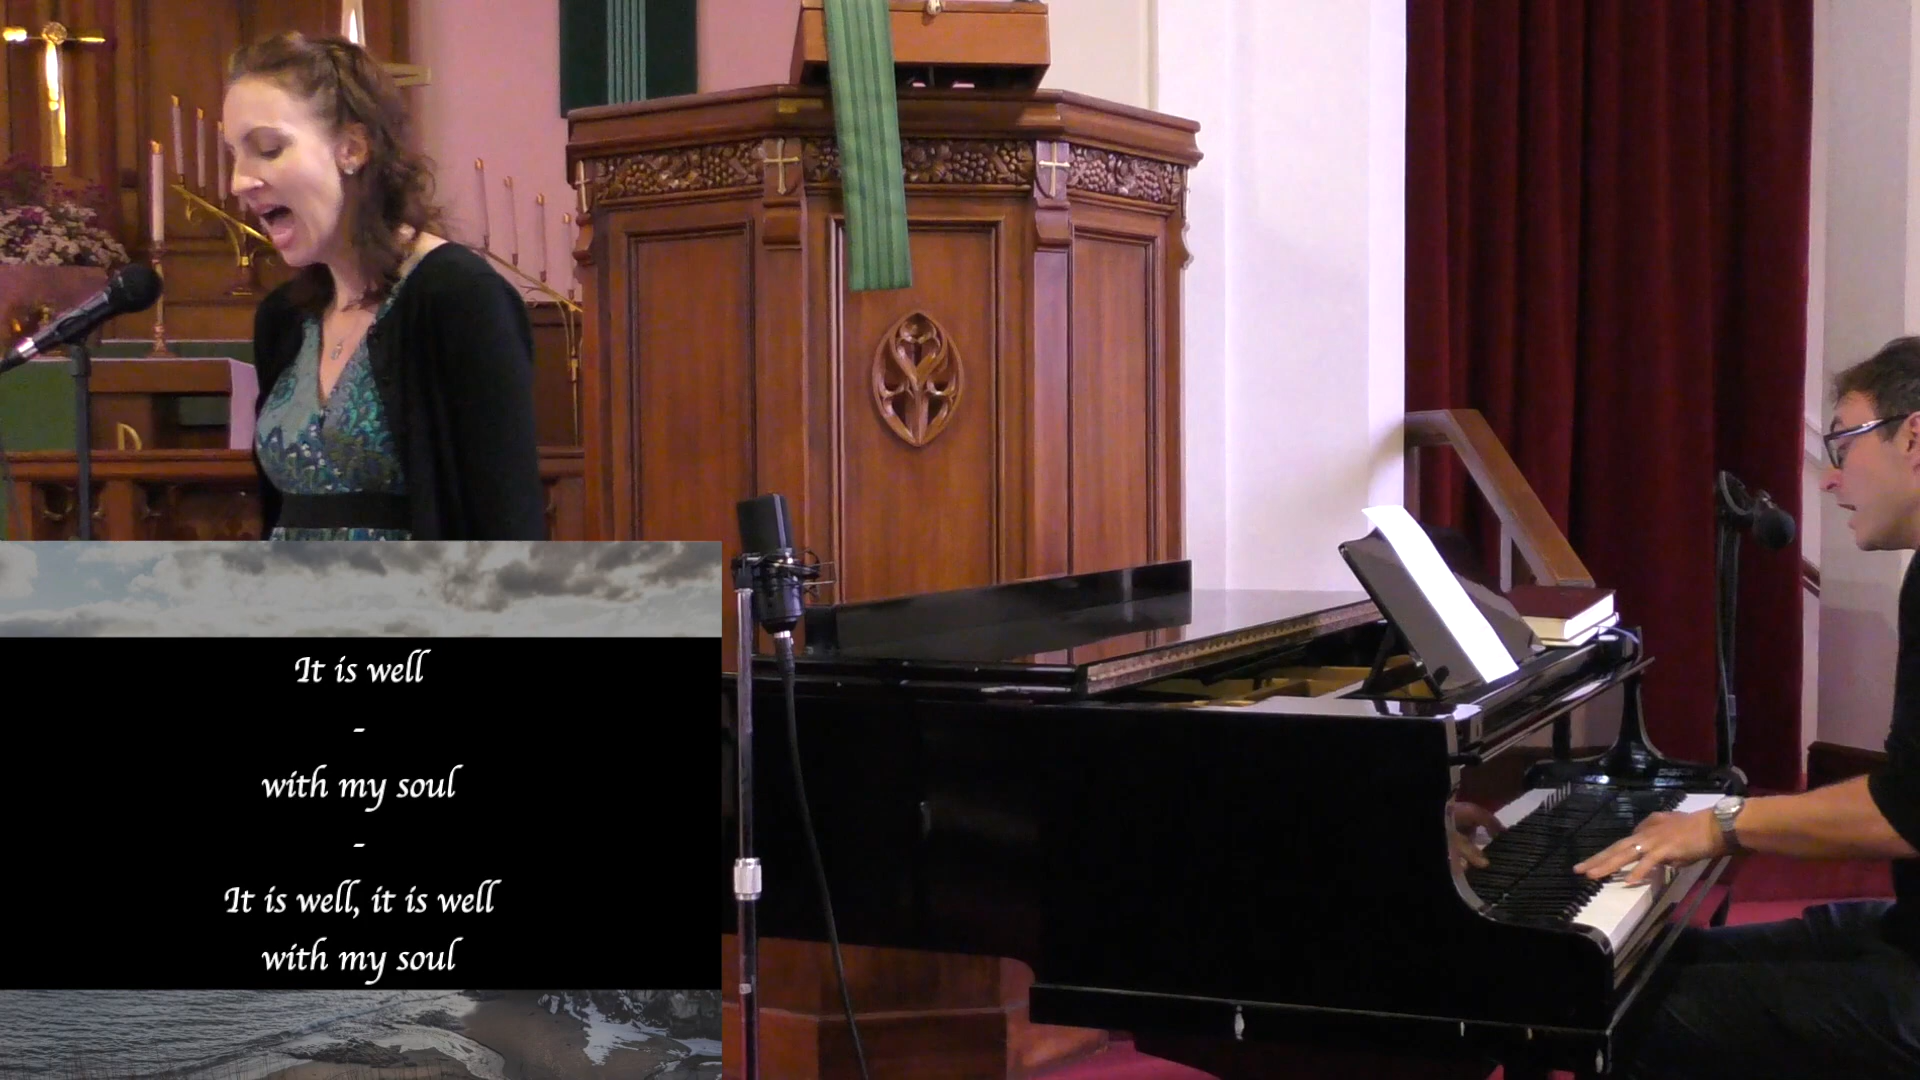 It is well
-
with my soul
-
It is well, it is well
with my soul